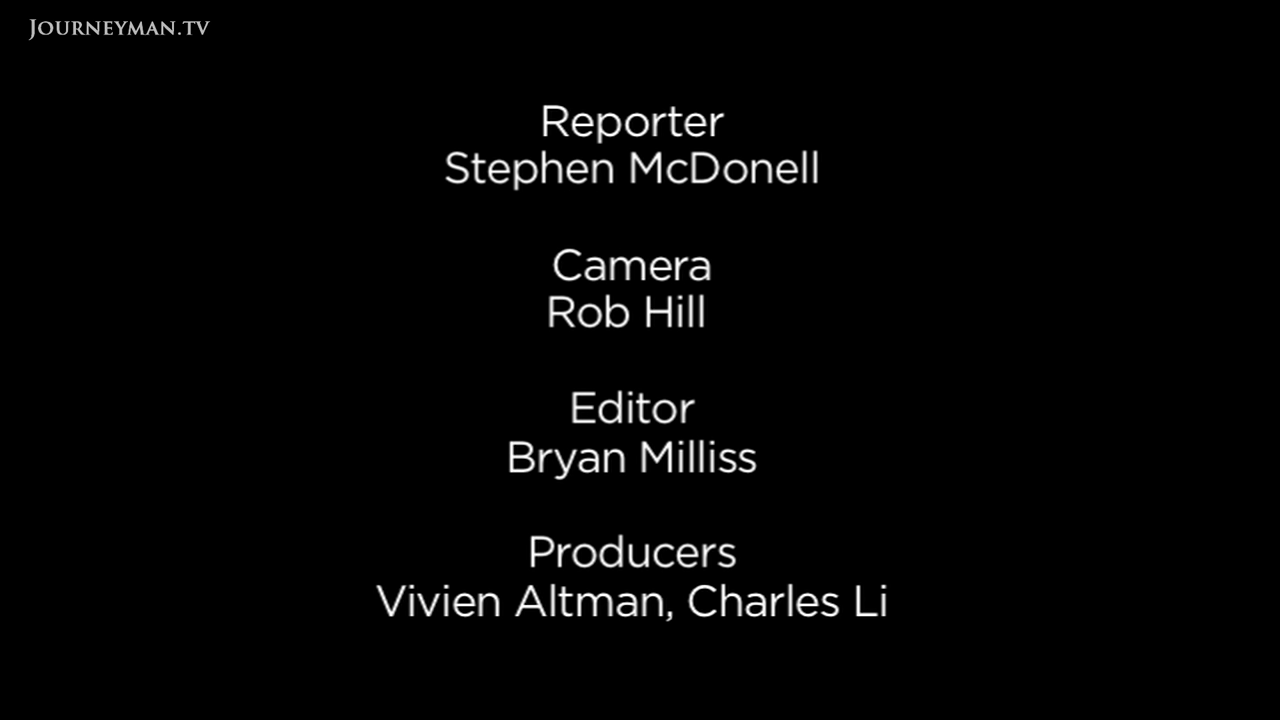 JOURNEYMAN.TV
Reporter
Stephen McDonell
Camera
Rob Hill
Editor
Bryan Milliss
Producers
Vivien Altman, Charles Li